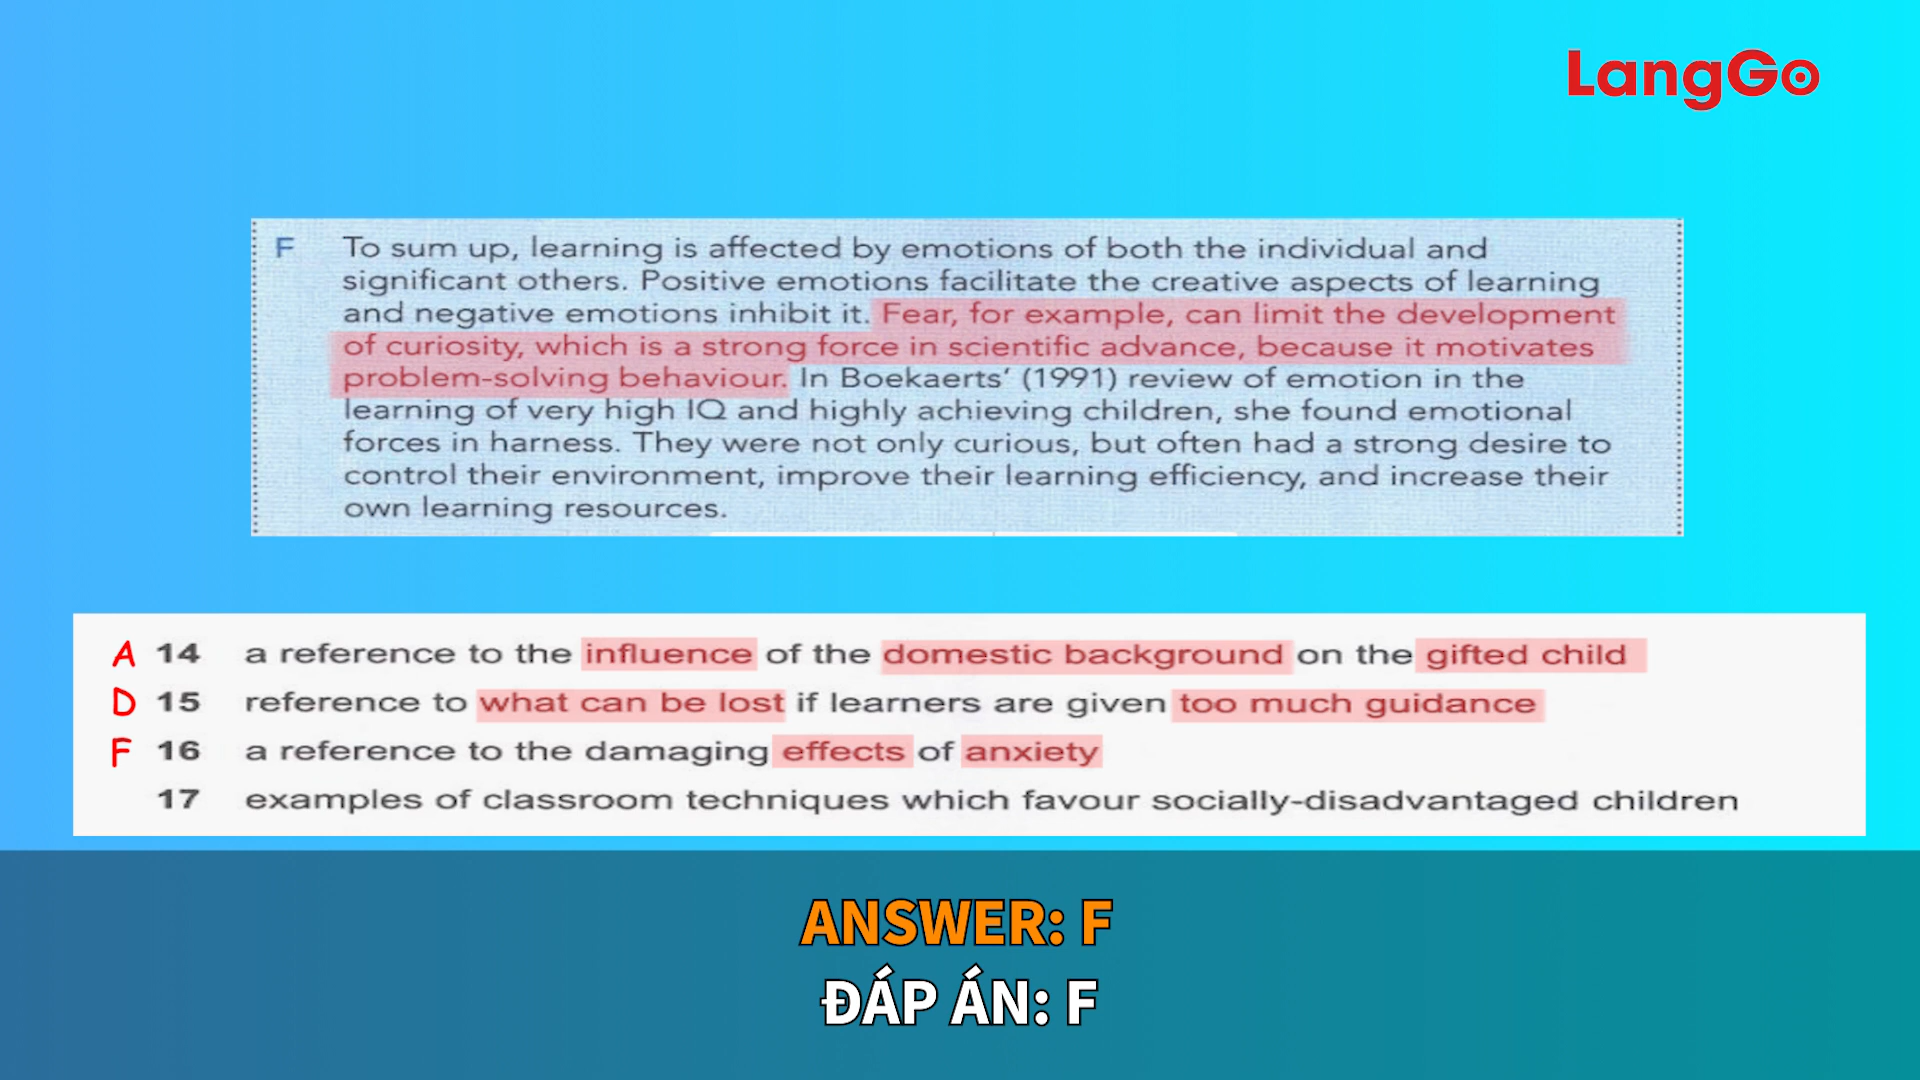 LangGo
F To sum up, learning is affected by emotions of both the individual and
significant others. Positive emotions facilitate the creative aspects of learning
and negative emotions inhibit it. Fear, for example, can limit the development
of curiosity, which is a strong force in scientific advance, because it motivates
problem-solving behaviour. In Boekaerts' (1991) review of emotion in the
learning of very high IQ and highly achieving children, she found emotional
forces in harness. They were not only curious, but often had a strong desire to
control their environment, improve their learning efficiency, and increase their
own learning resources.
A 14 a reference to the influence of the domestic background on the gifted child
D 15 reference to what can be lost if learners are given too much guidance
F 16 a reference to the damaging effects of anxiety
17 examples of classroom techniques which favour socially-disadvantaged children
ANSWER: F
ĐÁP ÁN: F